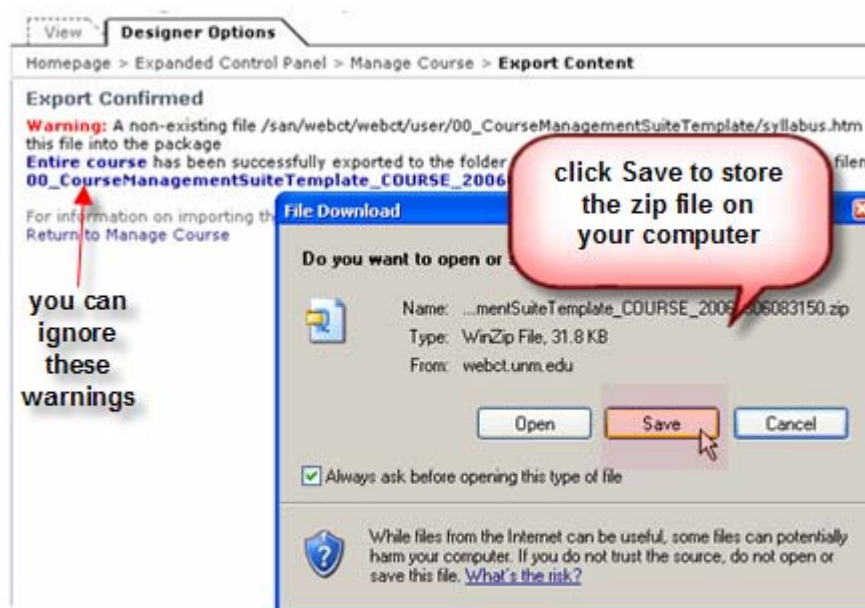 View Designer Options
Homepage > Expanded Control Panel > Manage Course > Export Content
Export Confirmed
Warning: A non-existing file /san/webct/webct/user/00_CourseManagementSuiteTemplate/syllabus.htm
this file into the package
Entire course has been successfully exported to the folder
00_CourseManagementSuiteTemplate_COURSE_2006
For information on importing th
Return to Manage Course
click Save to store
the zip file on
your computer
you can
ignore
these
warnings
File Download
Do you want to open or
Name: ...mentSuiteTemplate_COURSE_2006 06083150.zip
Type: WinZip File, 31.8 KB
From: webct.unm.edu
Open Save Cancel
Always ask before opening this type of file
While files from the Internet can be useful, some files can potentially
harm your computer. If you do not trust the source, do not open or
save this file. What's the risk?